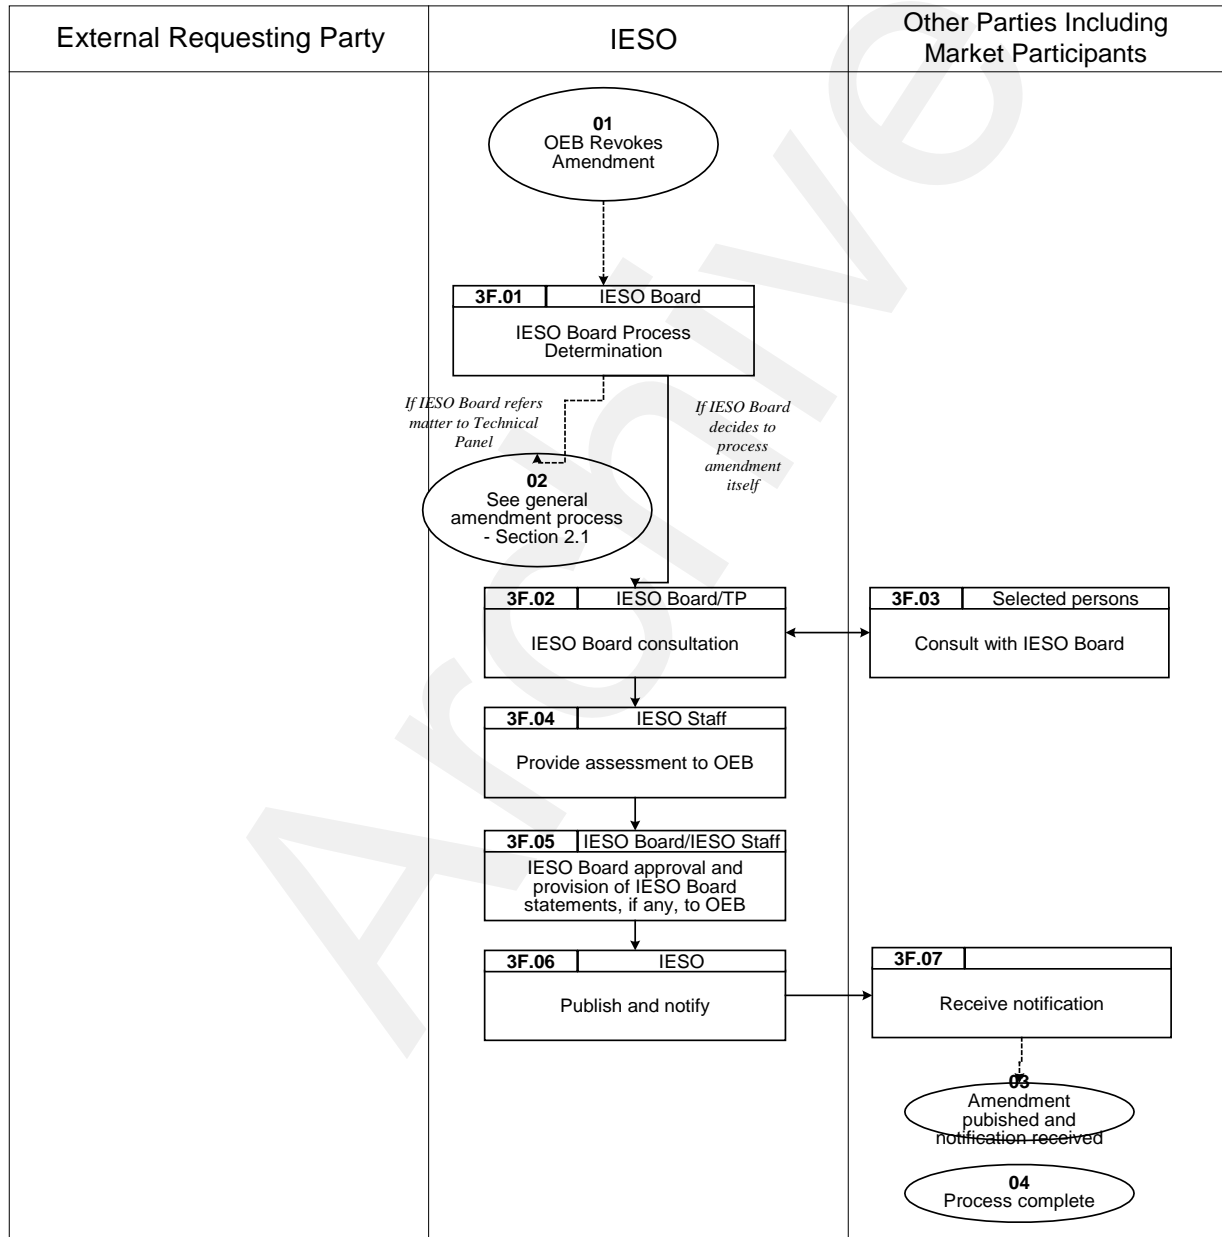 External Requesting Party
IESO
Other Parties Including
Market Participants
01
OEB Revokes
Amendment
3F.01
IESO Board
IESO Board Process
Determination
If IESO Board refers
matter to Technical
Panel
If IESO Board
decides to
process
amendment
itself
02
See general
amendment process
- Section 2.1
3F.02
IESO Board/TP
IESO Board consultation
3F.03
Selected persons
Consult with IESO Board
3F.04
IESO Staff
Provide assessment to OEB
3F.05
IESO Board/IESO Staff
IESO Board approval and
provision of IESO Board
statements, if any, to OEB
3F.06
IESO
Publish and notify
3F.07
Receive notification
03
Amendment
pubished and
notification received
04
Process complete
Archive